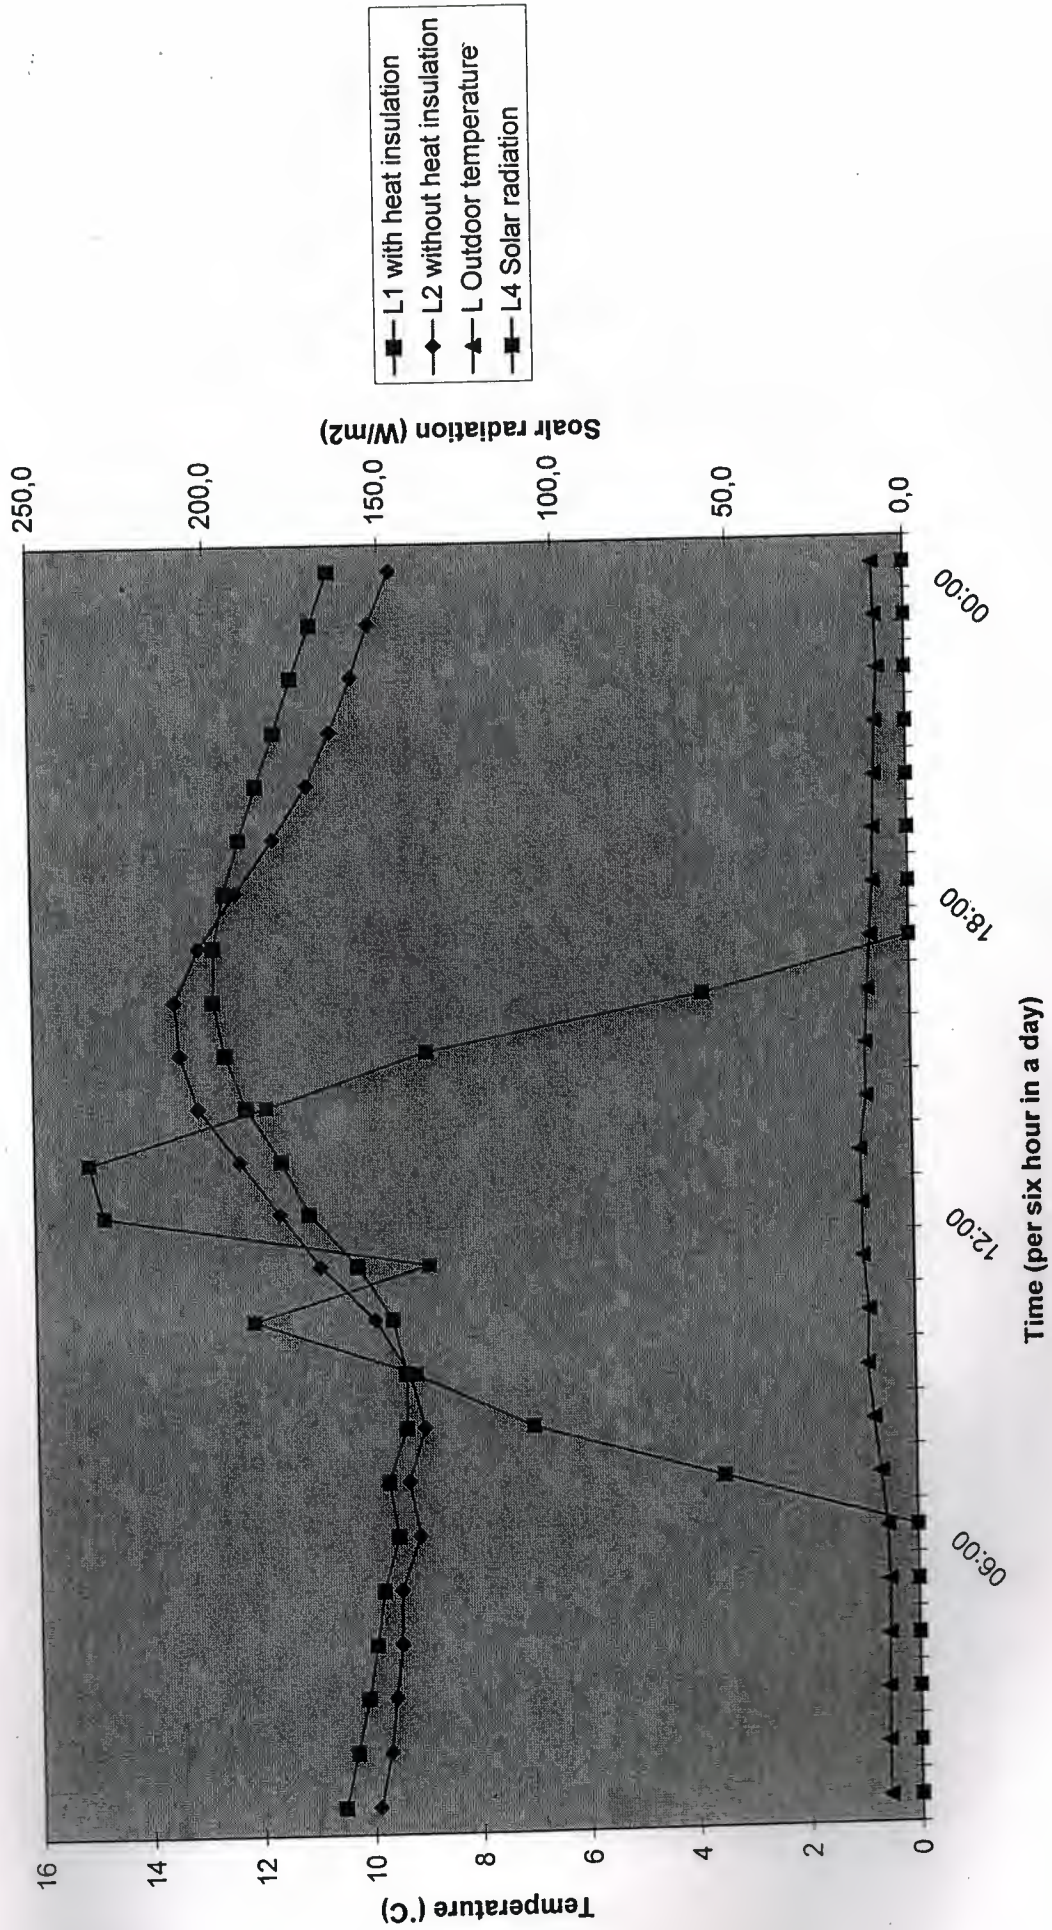 Temperature (°C)
16
14
12
10
8
6
4
2
0
06:00
12:00
18:00
00:00
Time (per six hour in a day)
250,0
200,0
150,0
100,0
50,0
0,0
Soalr radiation (W/m2)
L1 with heat insulation
L2 without heat insulation
L Outdoor temperature
L4 Solar radiation